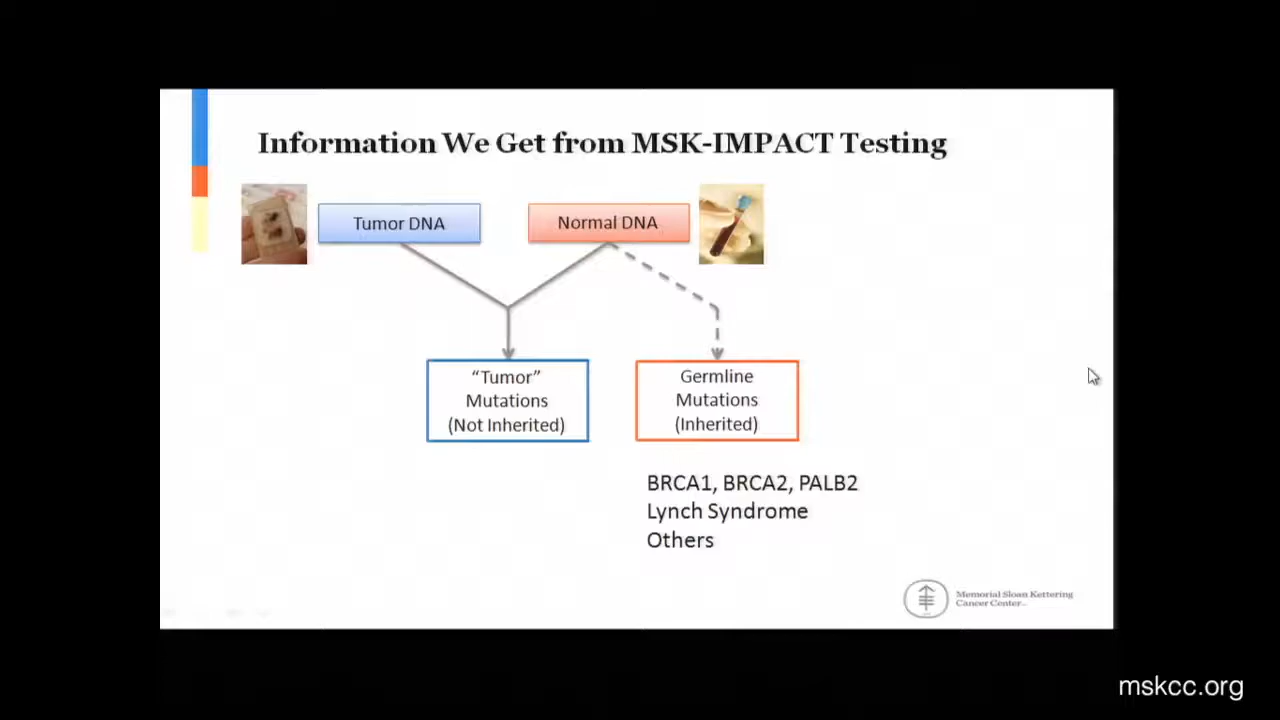 Information We Get from MSK-IMPACT Testing
Tumor DNA
Normal DNA
“Tumor”
Mutations
(Not Inherited)
Germline
Mutations
(Inherited)
BRCA1, BRCA2, PALB2
Lynch Syndrome
Others
Memorial Sloan Kettering
Cancer Center
mskcc.org